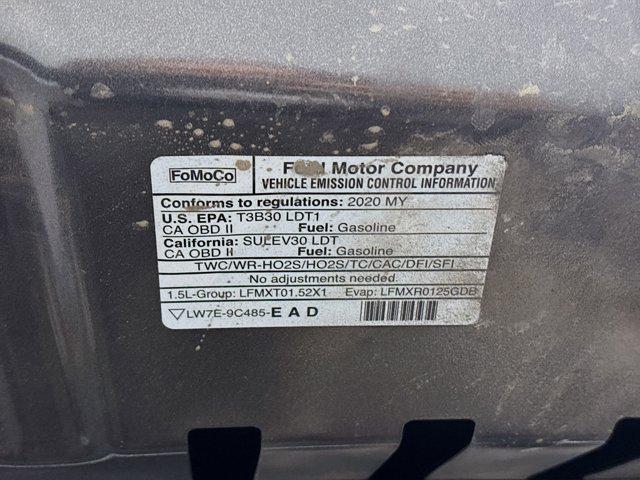 FoMoCo
Ford Motor Company
VEHICLE EMISSION CONTROL INFORMATION
Conforms to regulations: 2020 MY
U.S. EPA: T3B30 LDT1
CA OBD II Fuel: Gasoline
California: SULEV30 LDT
CA OBD II Fuel: Gasoline
TWC/WR-HO2S/HO2S/TC/CAC/DFI/SFI
No adjustments needed.
1.5L-Group: LFMXT01.52X1 Evap: LFMXR0125GDB
LW7E-9C485-E A D